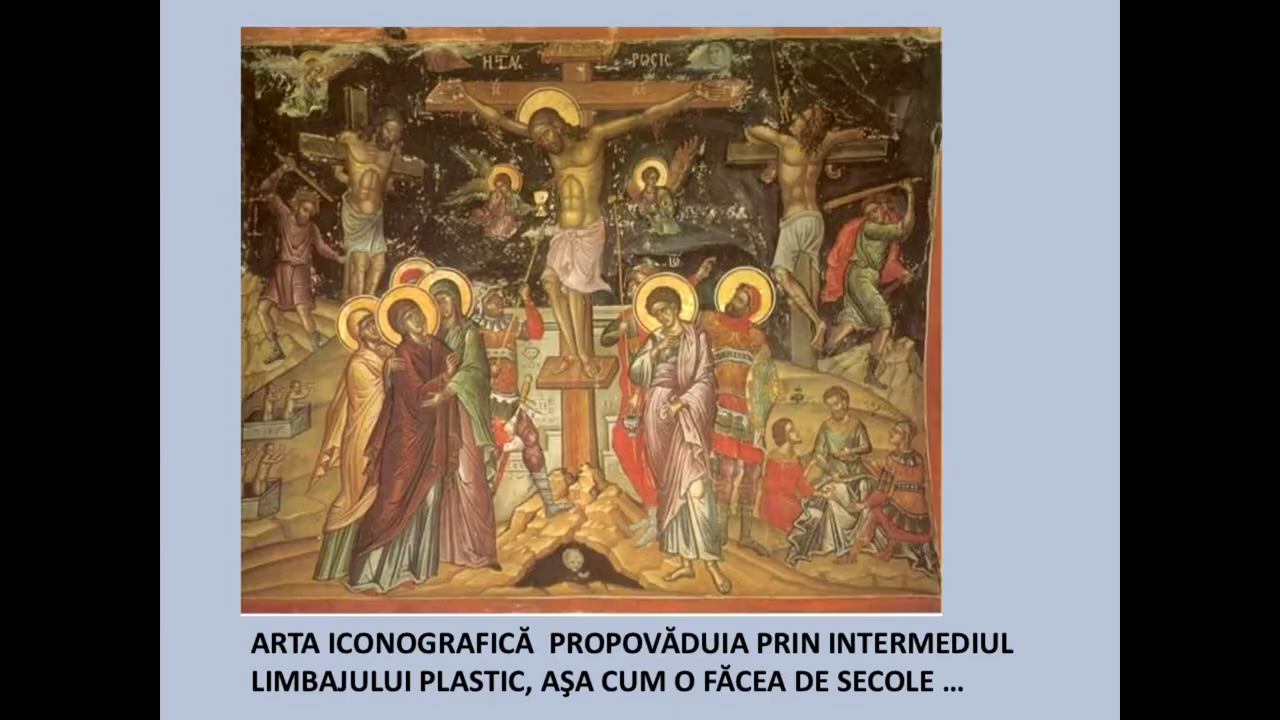 ARTA ICONOGRAFICĂ PROPOVĂDUIA PRIN INTERMEDIUL
LIMBAJULUI PLASTIC, AŞA CUM O FĂCEA DE SECOLE ...